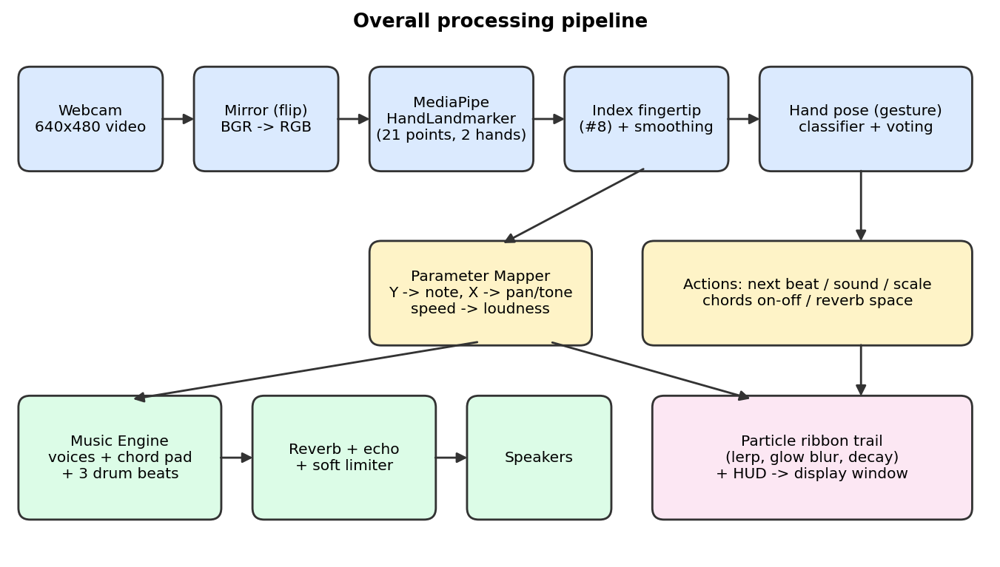 Overall processing pipeline
Webcam
640x480 video
Mirror (flip)
BGR -> RGB
MediaPipe
HandLandmarker
(21 points, 2 hands)
Index fingertip
(#8) + smoothing
Hand pose (gesture)
classifier + voting
Parameter Mapper
Y -> note, X -> pan/tone
speed -> loudness
Actions: next beat / sound / scale
chords on-off / reverb space
Music Engine
voices + chord pad
+ 3 drum beats
Reverb + echo
+ soft limiter
Speakers
Particle ribbon trail
(lerp, glow blur, decay)
+ HUD -> display window